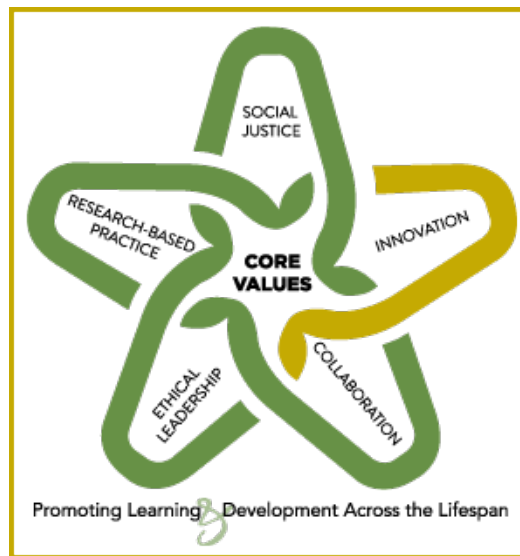 SOCIAL
JUSTICE
RESEARCH-BASED
PRACTICE
INNOVATION
CORE
VALUES
ETHICAL
LEADERSHIP
COLLABORATION
Promoting Learning & Development Across the Lifespan